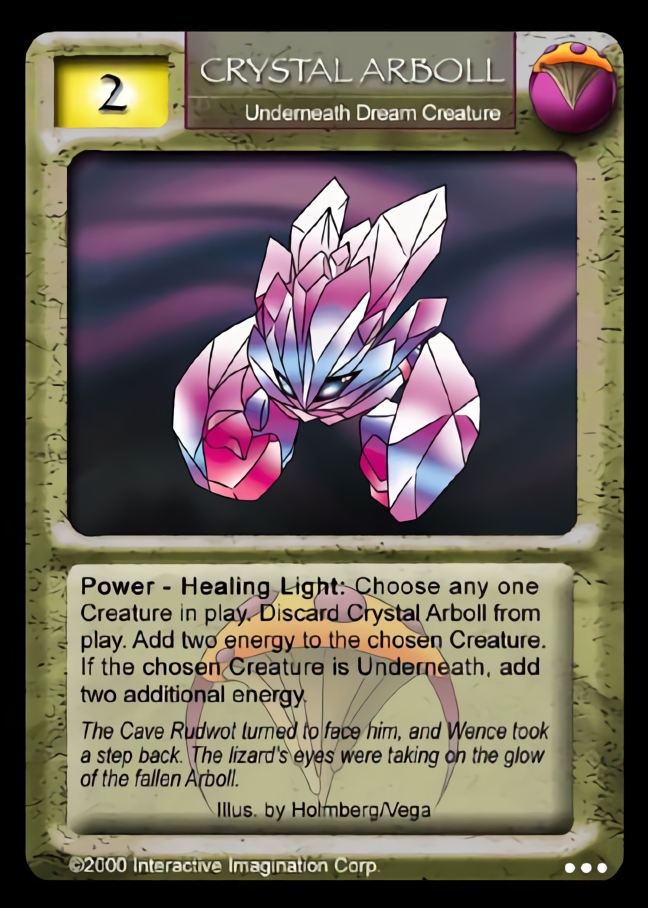 2
CRYSTAL ARBOLL
Underneath Dream Creature
Power - Healing Light: Choose any one
Creature in play. Discard Crystal Arboll from
play. Add two energy to the chosen Creature.
If the chosen Creature is Underneath, add
two additional energy.
The Cave Rudwot turned to face him, and Wence took
a step back. The lizard's eyes were taking on the glow
of the fallen Arboll.
Illus. by Holmberg/Vega
©2000 Interactive Imagination Corp.